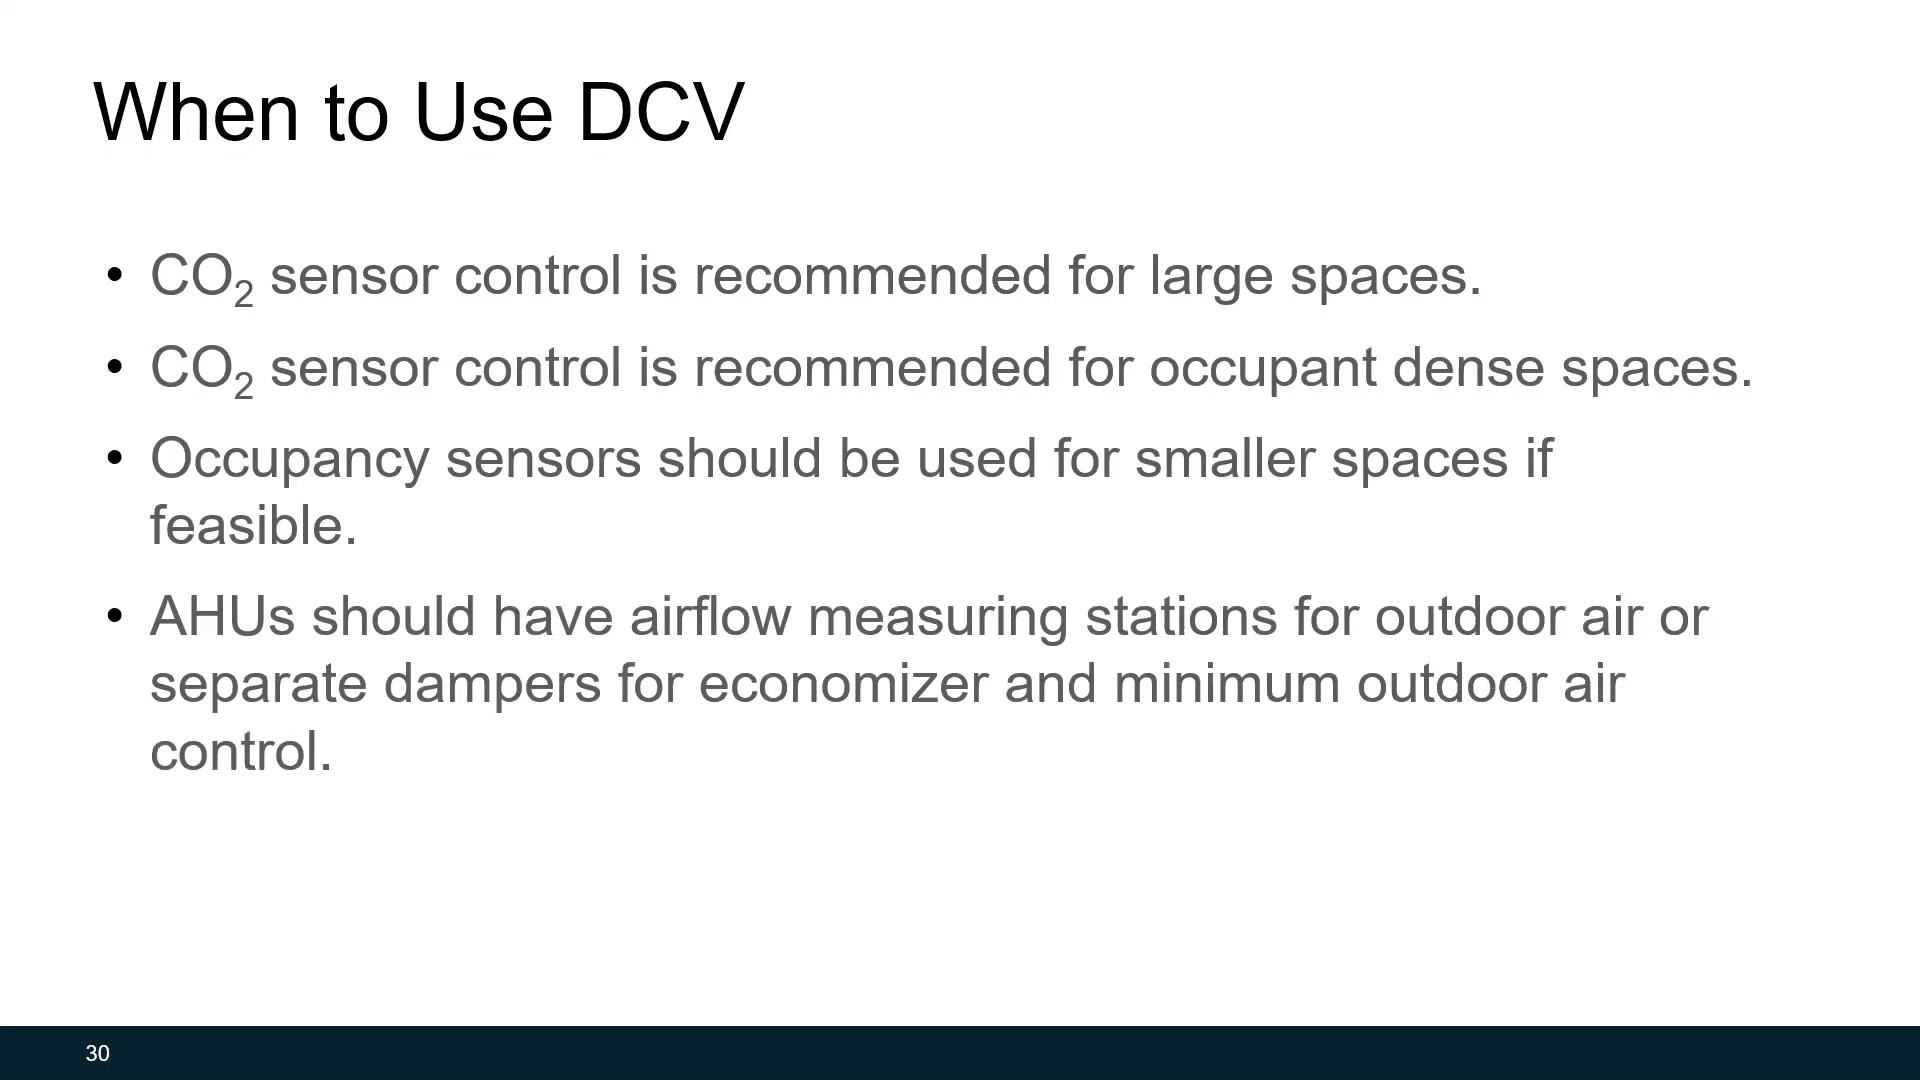 When to Use DCV
• CO₂ sensor control is recommended for large spaces.
• CO₂ sensor control is recommended for occupant dense spaces.
• Occupancy sensors should be used for smaller spaces if
feasible.
• AHUs should have airflow measuring stations for outdoor air or
separate dampers for economizer and minimum outdoor air
control.
30